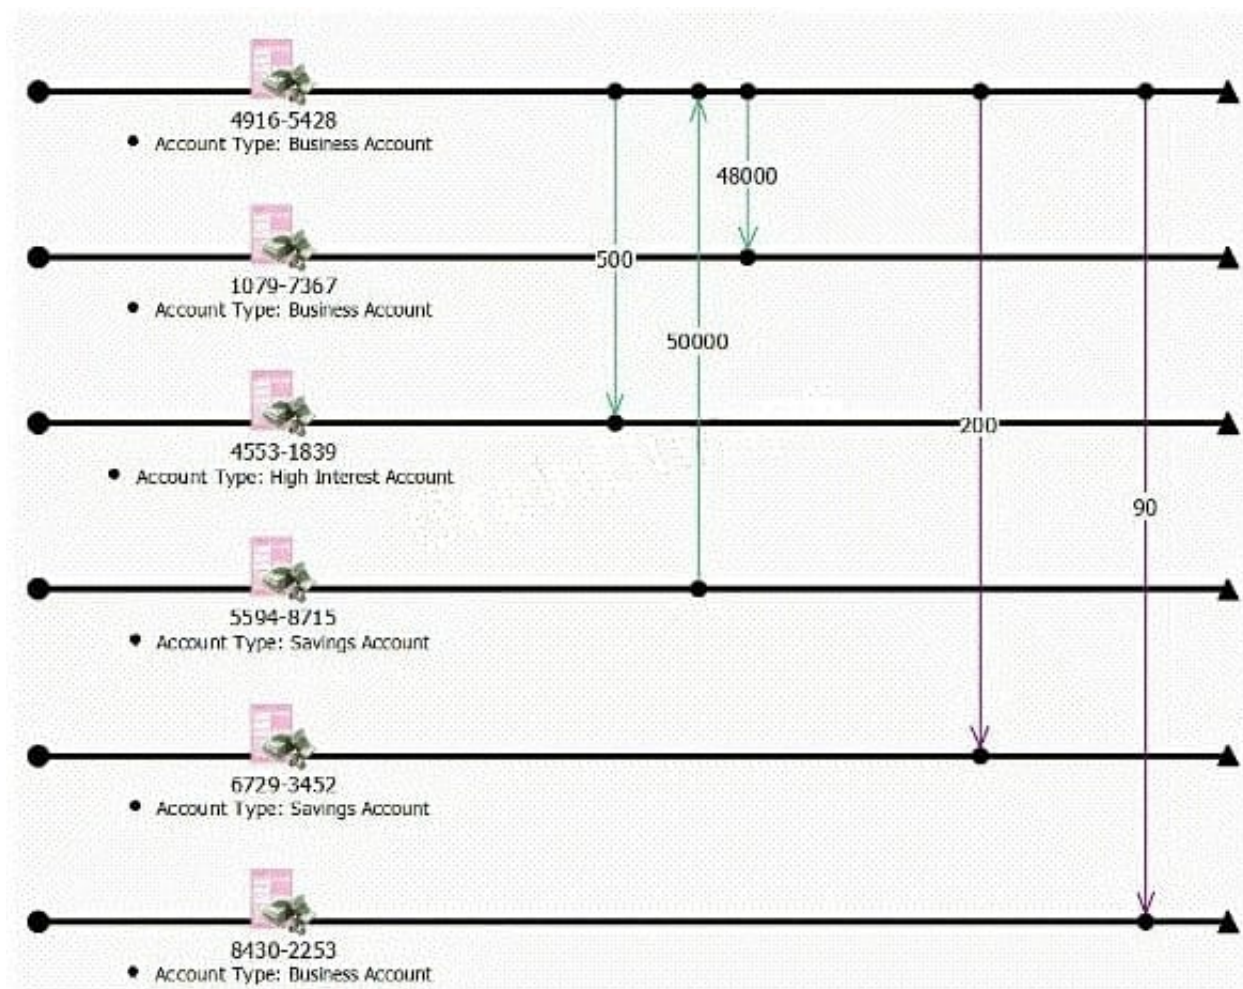 4916-5428
Account Type: Business Account
48000
1079-7367
500
Account Type: Business Account
50000
4553-1839
200
Account Type: High Interest Account
90
5594-8715
Account Type: Savings Account
6729-3452
Account Type: Savings Account
8430-2253
Account Type: Business Account